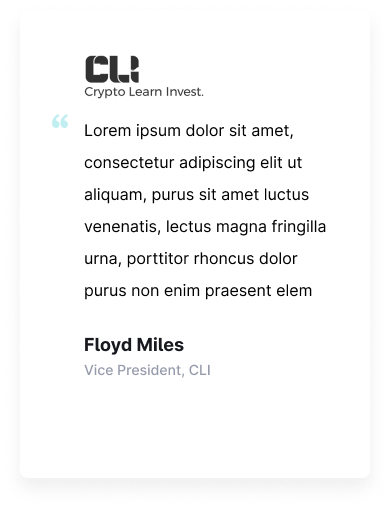 CLI
Crypto Learn Invest.
“
Lorem ipsum dolor sit amet,
consectetur adipiscing elit ut
aliquam, purus sit amet luctus
venenatis, lectus magna fringilla
urna, porttitor rhoncus dolor
purus non enim praesent elem
Floyd Miles
Vice President, CLI